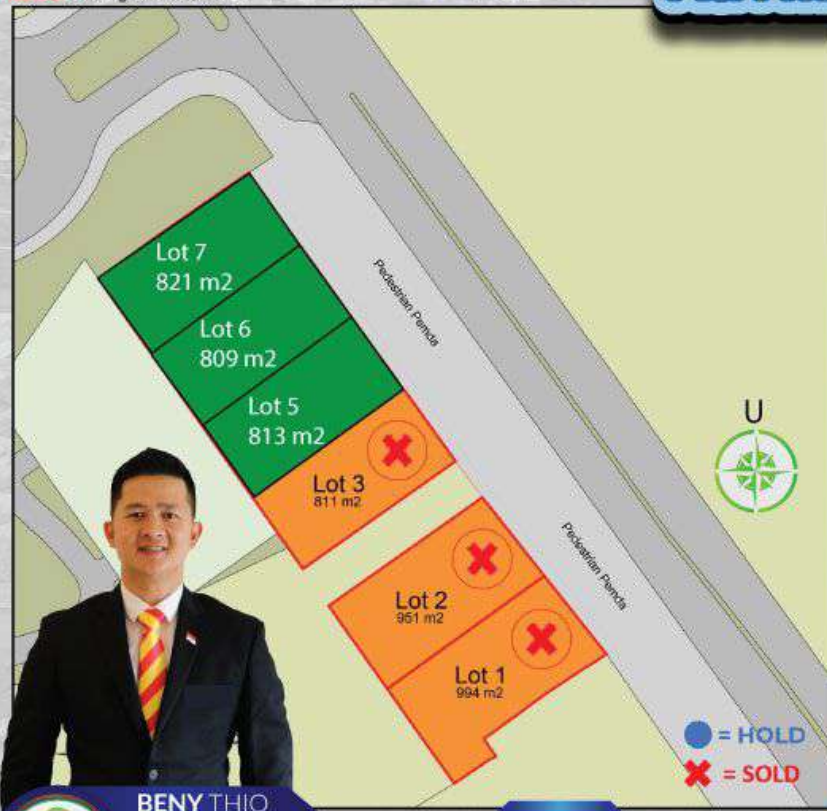 Lot 7
821 m2
Lot 6
809 m2
Lot 5
813 m2
Lot 3
811 m2
Lot 2
951 m2
Lot 1
994 m2
Pedestrian Pemda
Pedestrian Pemda
U
= HOLD
= SOLD
BENY THIO